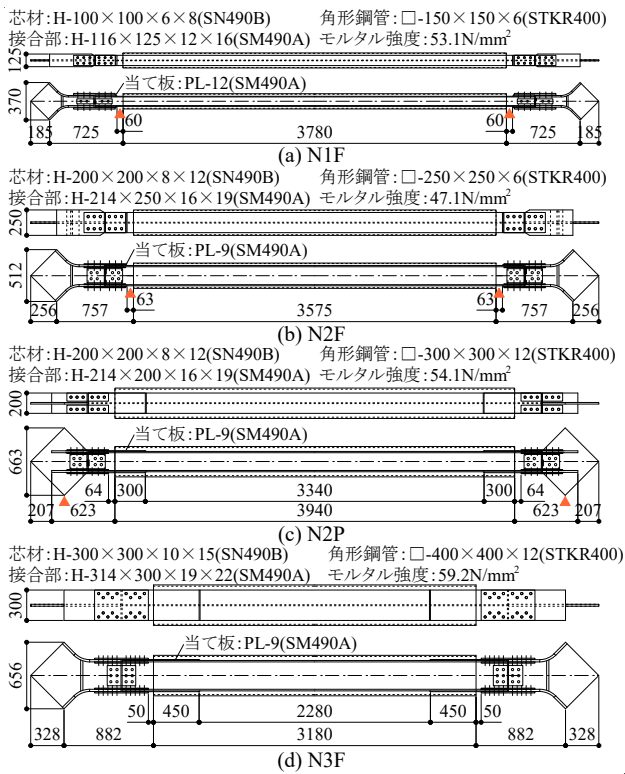 芯材:H-100×100×6×8(SN490B) 角形鋼管:□-150×150×6(STKR400)
接合部:H-116×125×12×16(SM490A) モルタル強度:53.1N/mm²
125
当て板:PL-12(SM490A)
370
60 60
185 725 3780 725 185
(a) N1F
芯材:H-200×200×8×12(SN490B) 角形鋼管:□-250×250×6(STKR400)
接合部:H-214×250×16×19(SM490A) モルタル強度:47.1N/mm²
250
当て板:PL-9(SM490A)
512
63 63
256 757 3575 757 256
(b) N2F
芯材:H-200×200×8×12(SN490B) 角形鋼管:□-300×300×12(STKR400)
接合部:H-214×200×16×19(SM490A) モルタル強度:54.1N/mm²
200
当て板:PL-9(SM490A)
663
64 300 3340 300 64
207 623 3940 623 207
(c) N2P
芯材:H-300×300×10×15(SN490B) 角形鋼管:□-400×400×12(STKR400)
接合部:H-314×300×19×22(SM490A) モルタル強度:59.2N/mm²
300
当て板:PL-9(SM490A)
656
50 450 2280 450 50
328 882 3180 882 328
(d) N3F